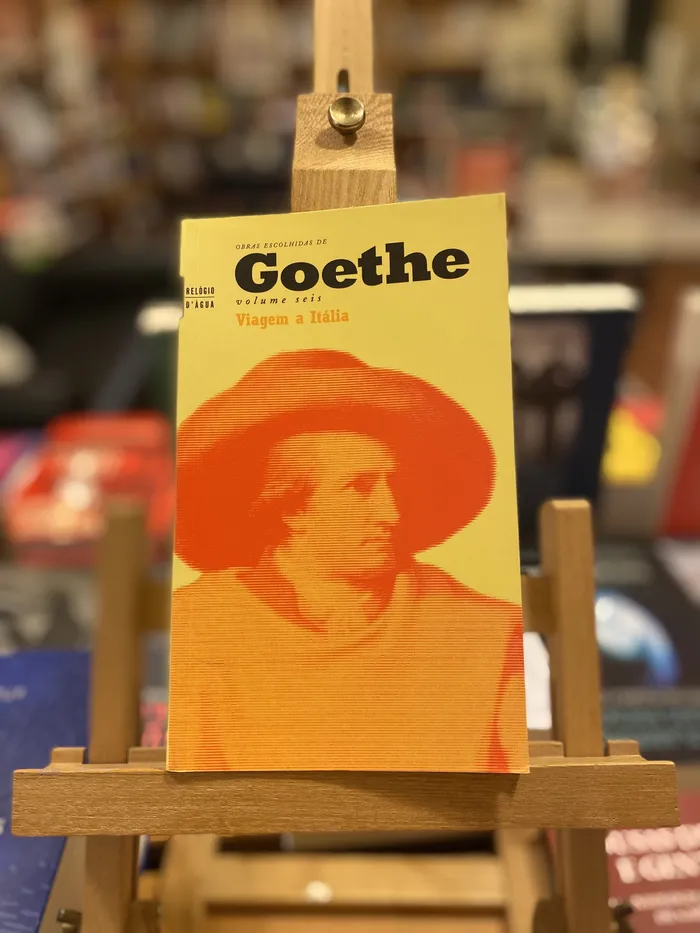 OBRAS ESCOLHIDAS DE
Goethe
RELÓGIO
D'ÁGUA
volume seis
Viagem a Itália